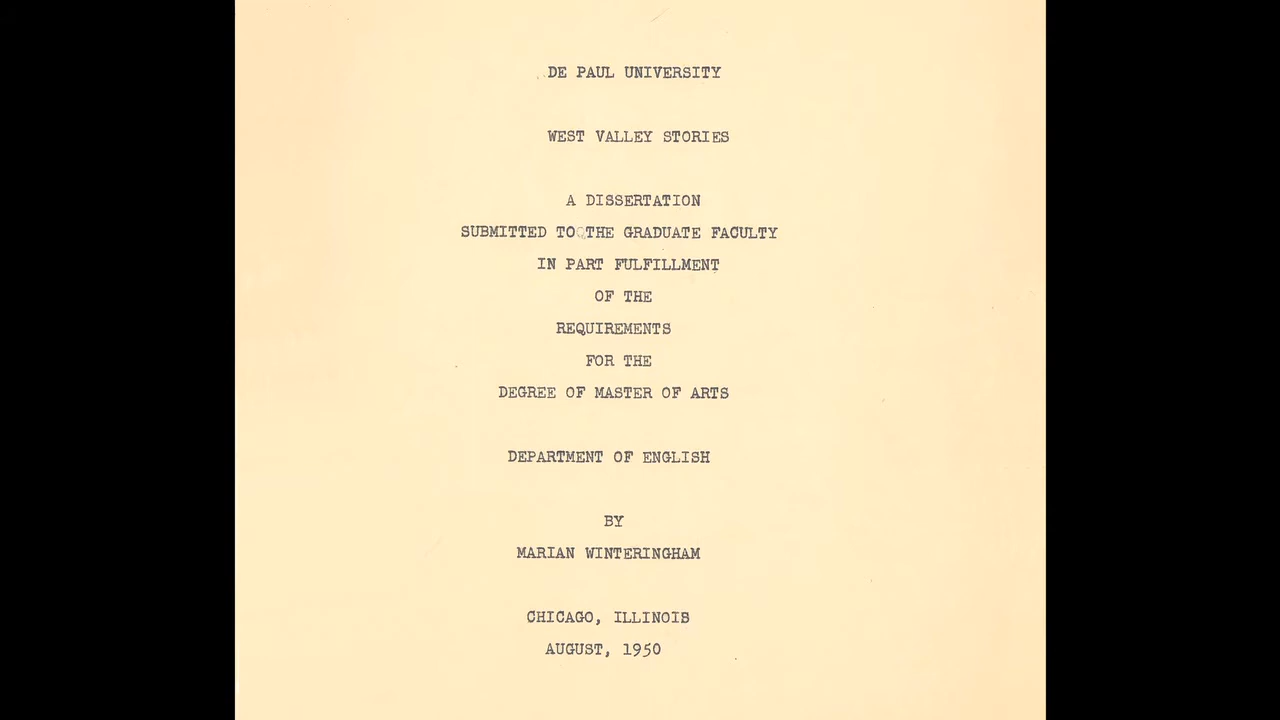 DE PAUL UNIVERSITY
WEST VALLEY STORIES
A DISSERTATION
SUBMITTED TO THE GRADUATE FACULTY
IN PART FULFILLMENT
OF THE
REQUIREMENTS
FOR THE
DEGREE OF MASTER OF ARTS
DEPARTMENT OF ENGLISH
BY
MARIAN WINTERINGHAM
CHICAGO, ILLINOIS
AUGUST, 1950